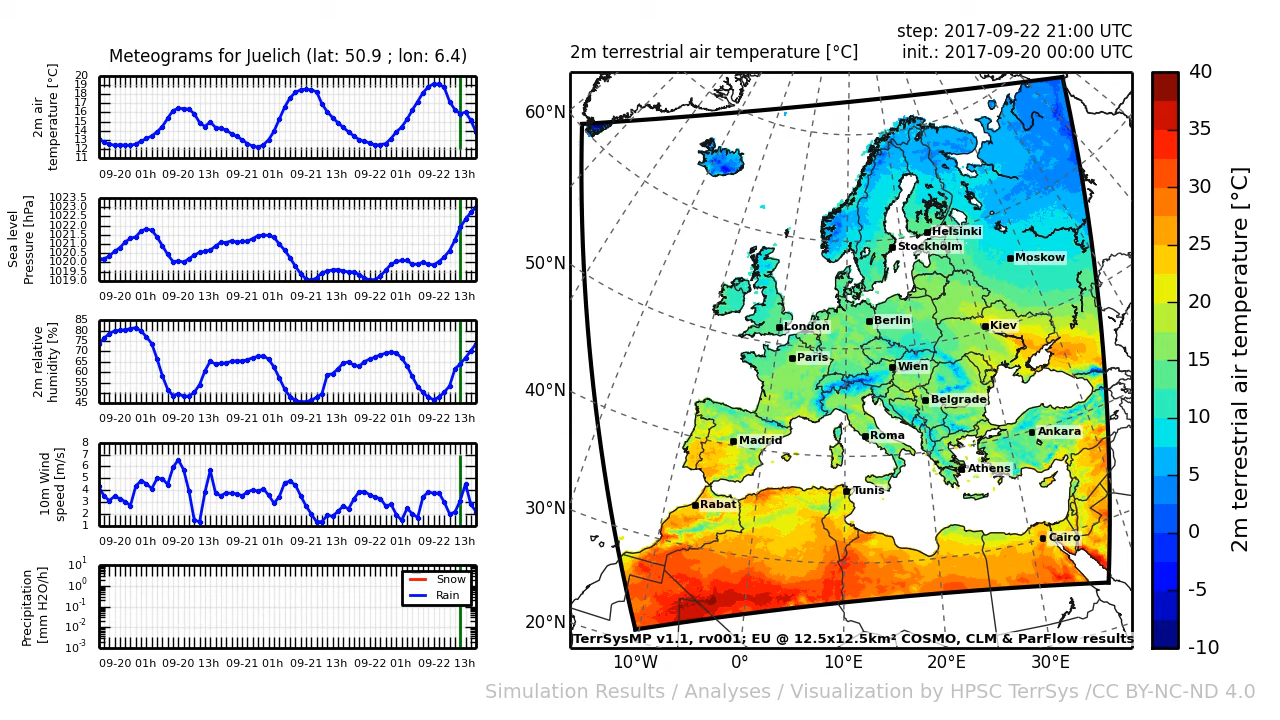 Meteograms for Juelich (lat: 50.9 ; lon: 6.4)
2m air
temperature [°C]
20
19
18
17
16
15
14
13
12
11
09-20 01h 09-20 13h 09-21 01h 09-21 13h 09-22 01h 09-22 13h
Sea level
Pressure [hPa]
1023.5
1023.0
1022.5
1022.0
1021.5
1021.0
1020.5
1020.0
1019.5
1019.0
09-20 01h 09-20 13h 09-21 01h 09-21 13h 09-22 01h 09-22 13h
2m relative
humidity [%]
85
80
75
70
65
60
55
50
45
09-20 01h 09-20 13h 09-21 01h 09-21 13h 09-22 01h 09-22 13h
10m Wind
speed [m/s]
8
7
6
5
4
3
2
1
09-20 01h 09-20 13h 09-21 01h 09-21 13h 09-22 01h 09-22 13h
Precipitation
[mm H2O/h]
10¹
10⁰
10⁻¹
10⁻²
10⁻³
Snow
Rain
09-20 01h 09-20 13h 09-21 01h 09-21 13h 09-22 01h 09-22 13h
step: 2017-09-22 21:00 UTC
2m terrestrial air temperature [°C] init.: 2017-09-20 00:00 UTC
60°N
50°N
40°N
30°N
20°N
Helsinki
Stockholm
Moskow
London
Berlin
Kiev
Paris
Wien
Belgrade
Madrid
Roma
Ankara
Athens
Tunis
Rabat
Cairo
TerrSysMP v1.1, rv001; EU @ 12.5x12.5km² COSMO, CLM & ParFlow results
10°W 0° 10°E 20°E 30°E
40
35
30
25
20
15
10
5
0
-5
-10
2m terrestrial air temperature [°C]
Simulation Results / Analyses / Visualization by HPSC TerrSys /CC BY-NC-ND 4.0